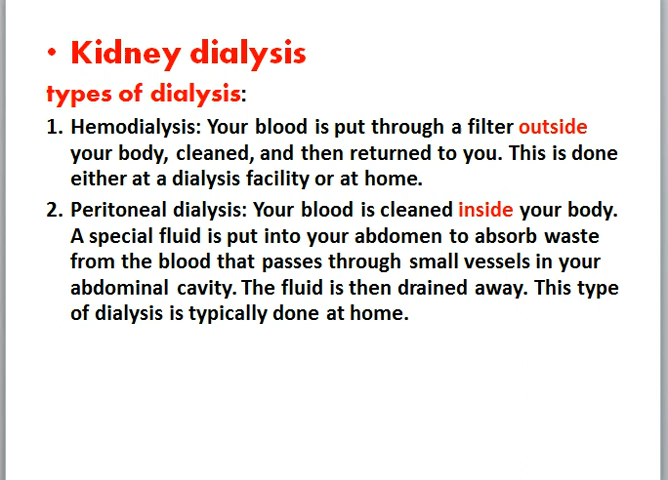 • Kidney dialysis
types of dialysis:
1. Hemodialysis: Your blood is put through a filter outside
your body, cleaned, and then returned to you. This is done
either at a dialysis facility or at home.
2. Peritoneal dialysis: Your blood is cleaned inside your body.
A special fluid is put into your abdomen to absorb waste
from the blood that passes through small vessels in your
abdominal cavity. The fluid is then drained away. This type
of dialysis is typically done at home.